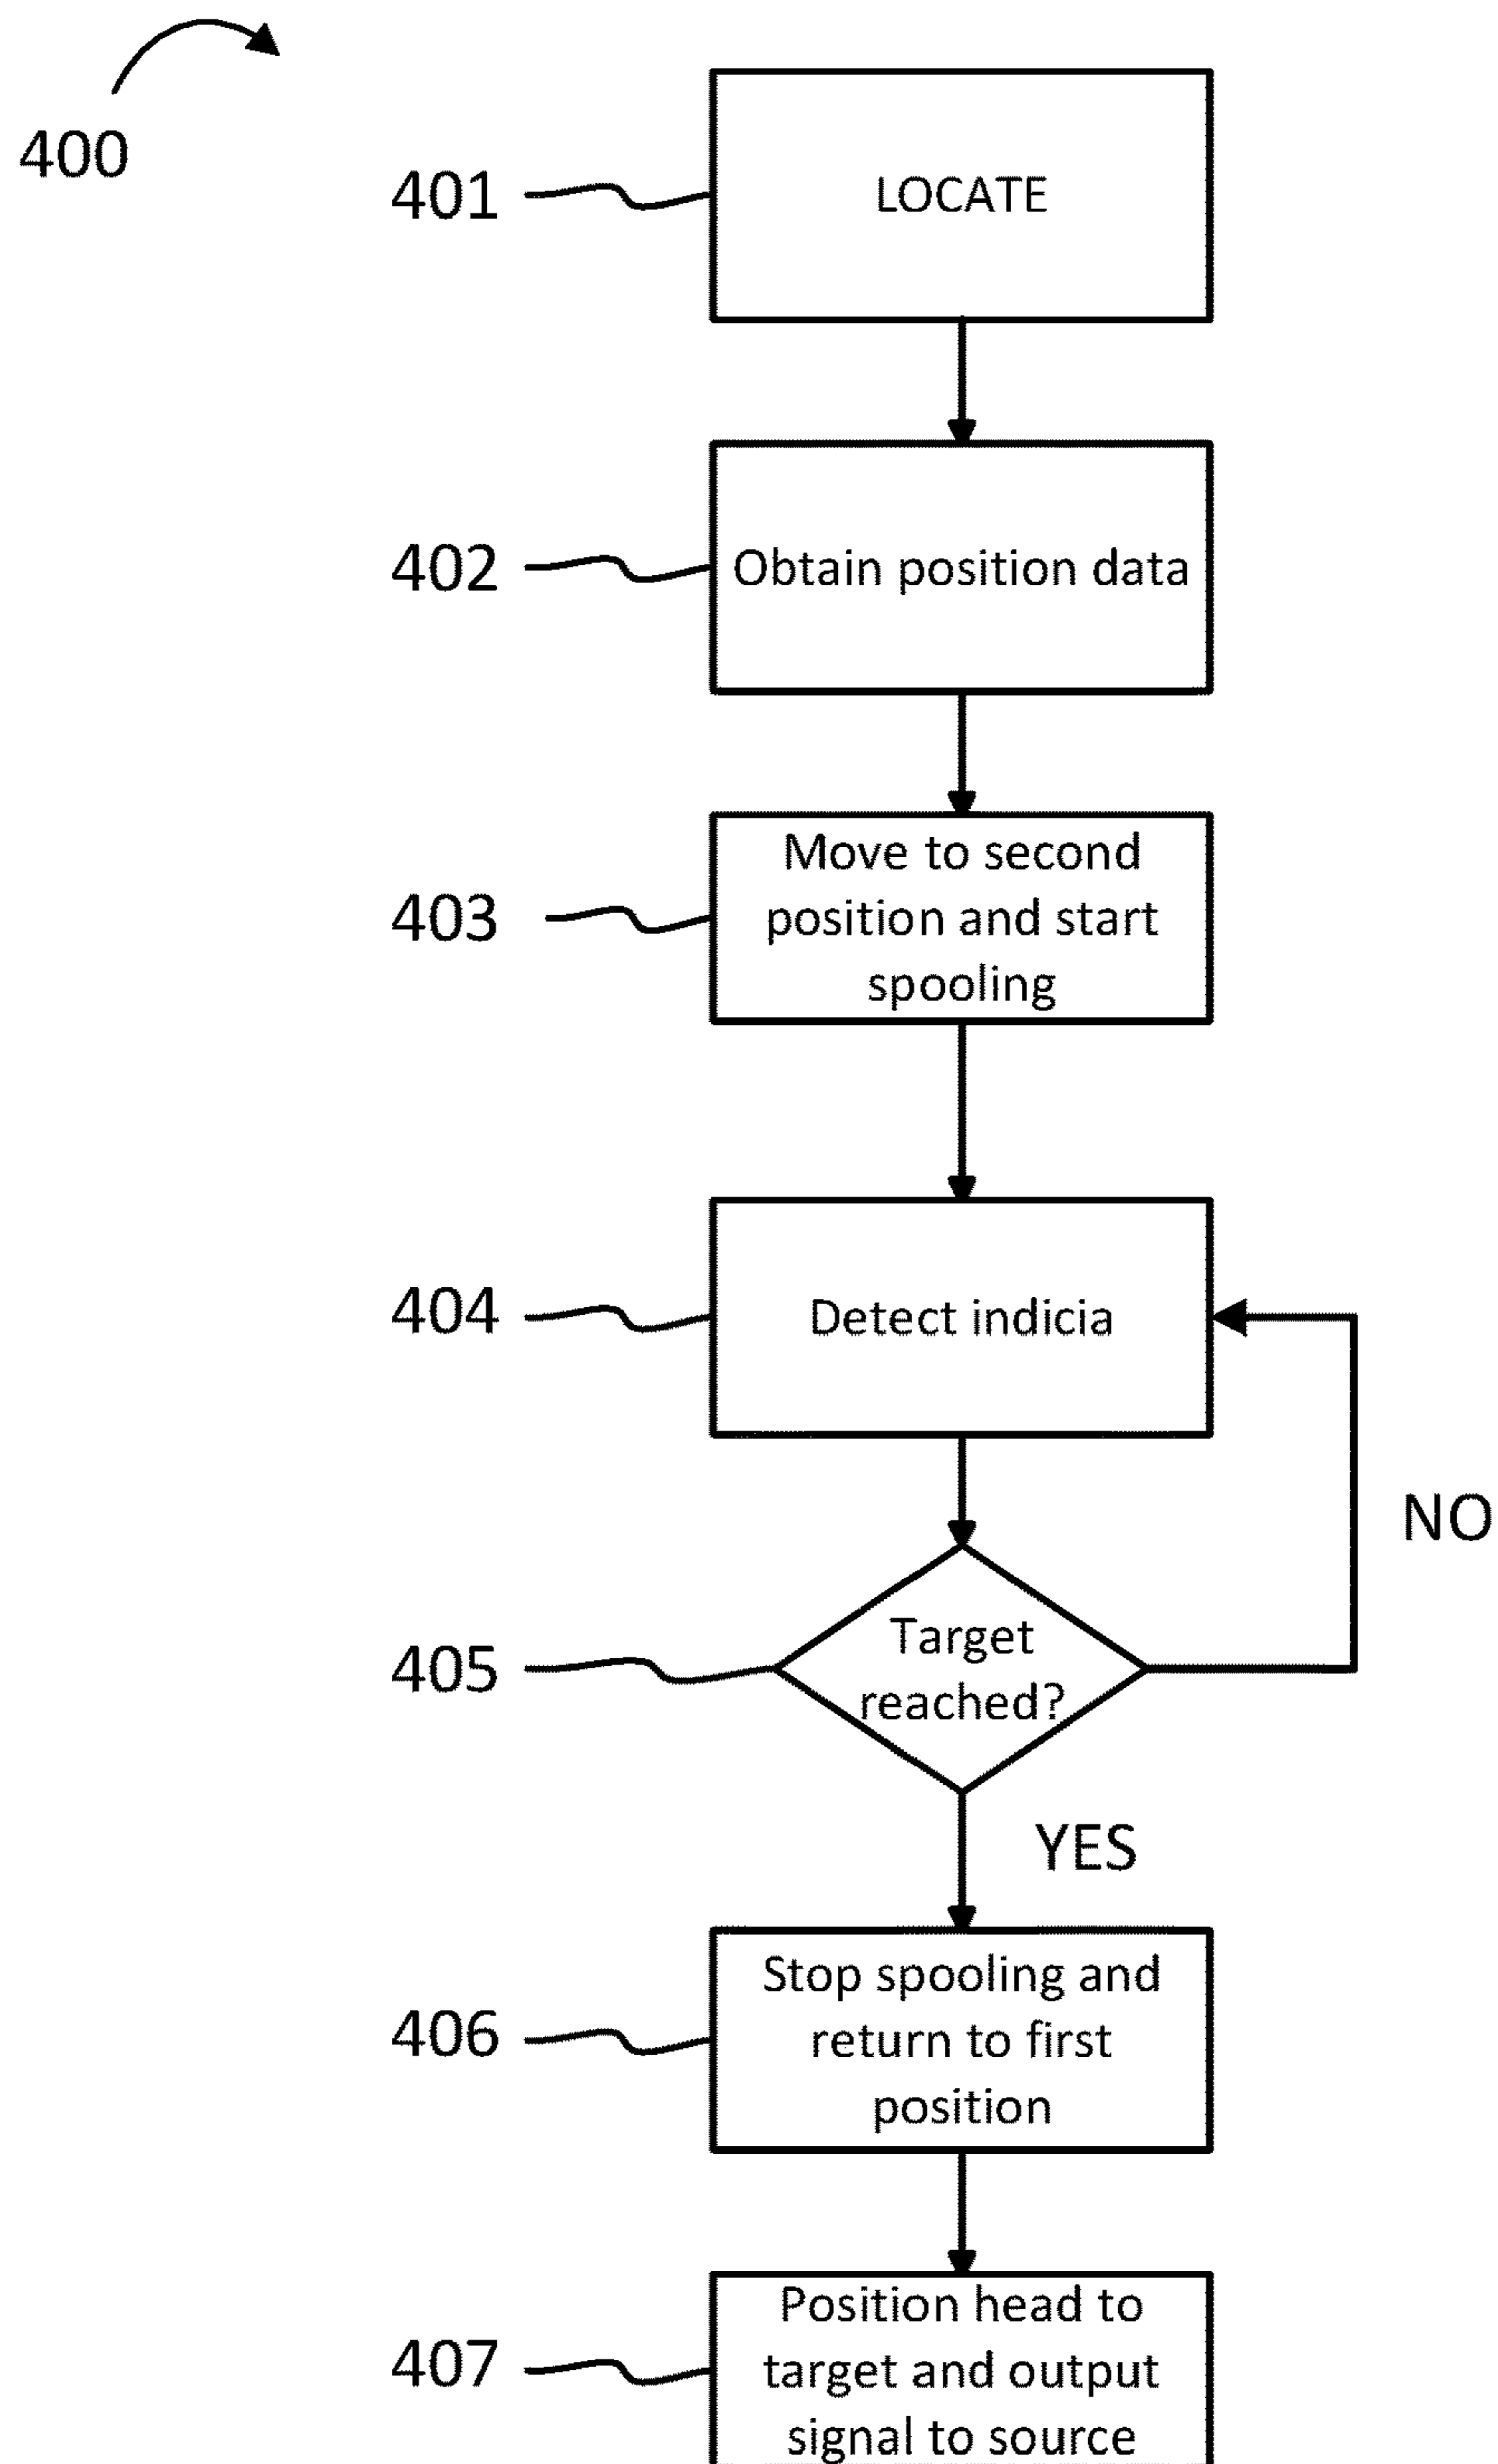 400
401
LOCATE
402
Obtain position data
403
Move to second
position and start
spooling
404
Detect indicia
NO
405
Target
reached?
YES
406
Stop spooling and
return to first
position
407
Position head to
target and output
signal to source